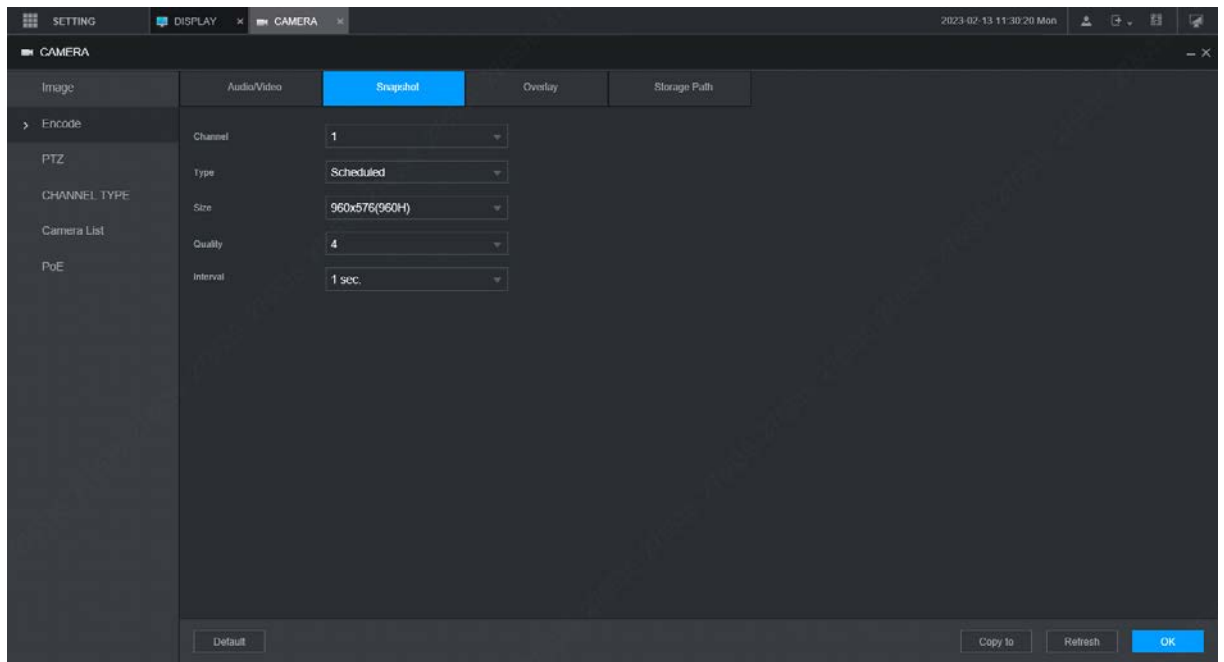 SETTING DISPLAY × CAMERA × 2023-02-13 11:30:20 Mon
CAMERA
Image
Encode
PTZ
CHANNEL TYPE
Camera List
PoE
Audio/Video Snapshot Overlay Storage Path
Channel 1
Type Scheduled
Size 960x576(960H)
Quality 4
Interval 1 sec.
Default Copy to Refresh OK